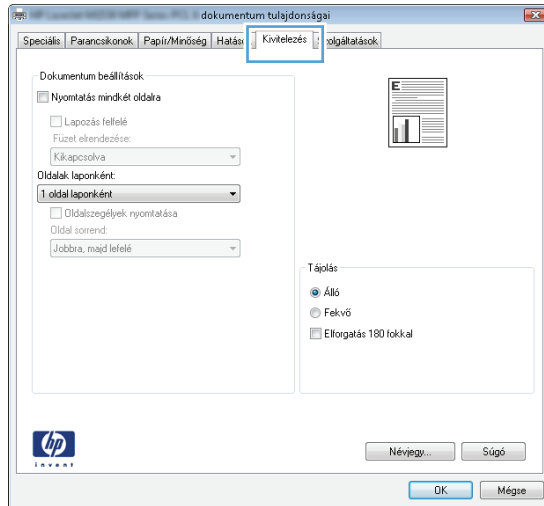 dokumentum tulajdonságai
Speciális Parancsikonok Papír/Minőség Kivitelezés
Dokumentum beállítások
Nyomtatás mindkét oldalra
Lapozás felfelé
Füzet elrendezése:
Kikapcsolva
Oldalak laponként:
1 oldal laponként
Oldalszegélyek nyomtatása
Oldal sorrend:
Jobbra, majd lefelé
E
Tájolás
Álló
Fekvő
Elforgatás 180 fokkal
hp
invent
Névjegy... Súgó
OK Mégse